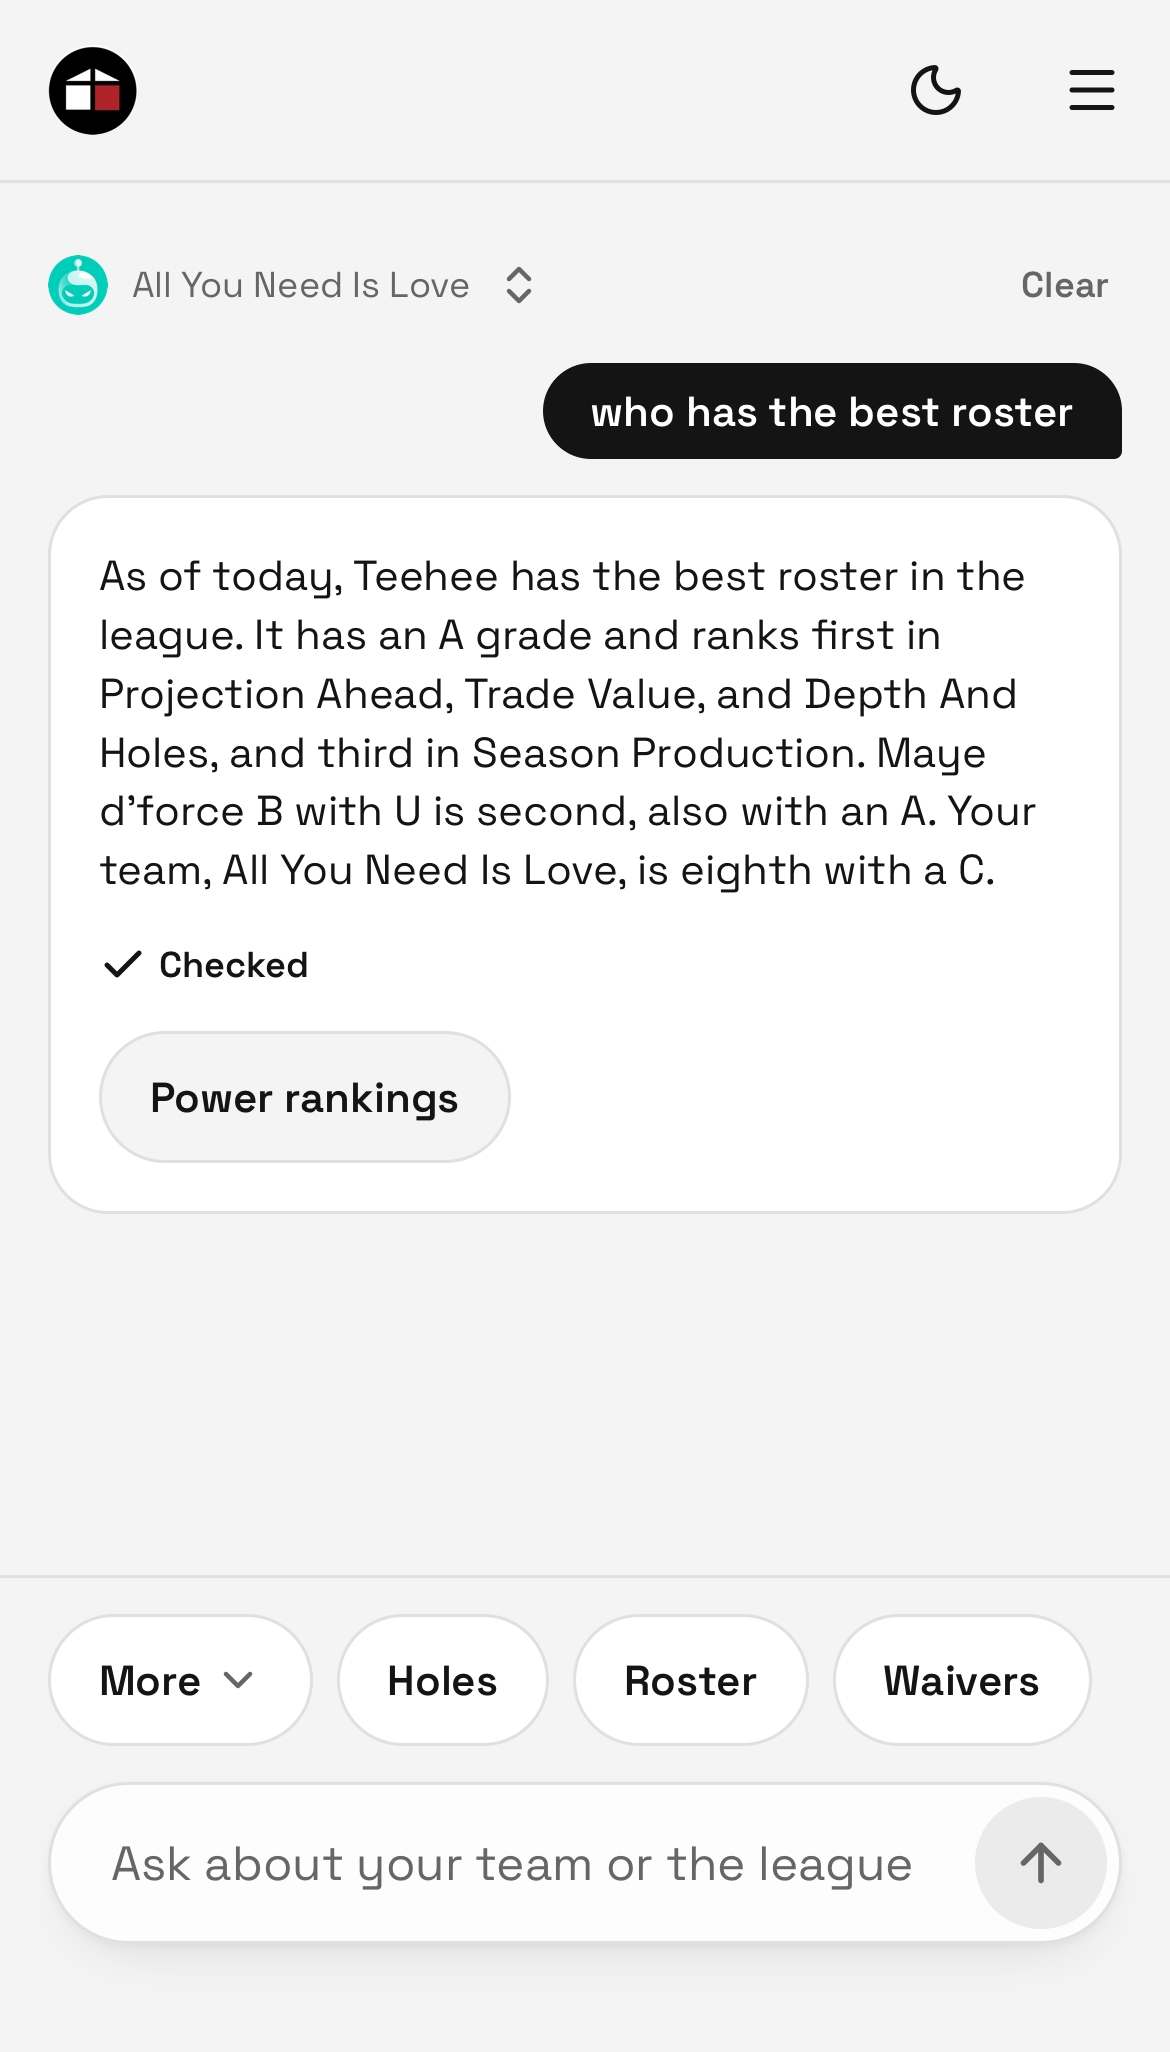 All You Need Is Love
Clear
who has the best roster
As of today, Teehee has the best roster in the
league. It has an A grade and ranks first in
Projection Ahead, Trade Value, and Depth And
Holes, and third in Season Production. Maye
d’force B with U is second, also with an A. Your
team, All You Need Is Love, is eighth with a C.
Checked
Power rankings
More
Holes
Roster
Waivers
Ask about your team or the league